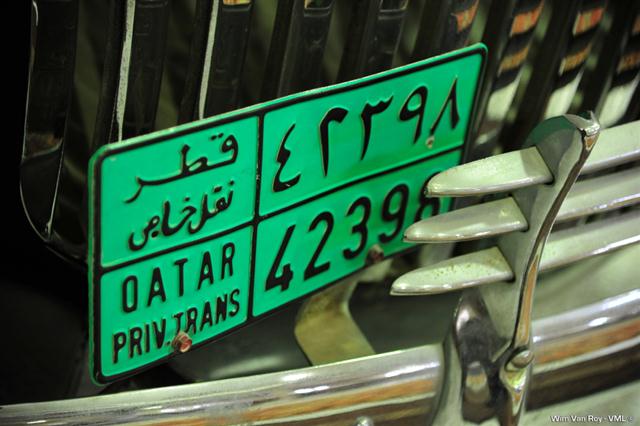 قطر
نقل خاص
٤٢٣٩٨
QATAR
PRIV.TRANS
42398
Wim Van Roy - VML ©